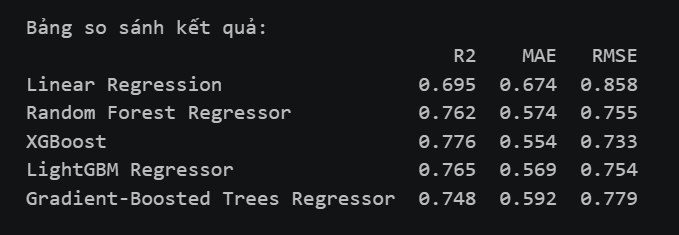 Bảng so sánh kết quả:
R2 MAE RMSE
Linear Regression 0.695 0.674 0.858
Random Forest Regressor 0.762 0.574 0.755
XGBoost 0.776 0.554 0.733
LightGBM Regressor 0.765 0.569 0.754
Gradient-Boosted Trees Regressor 0.748 0.592 0.779